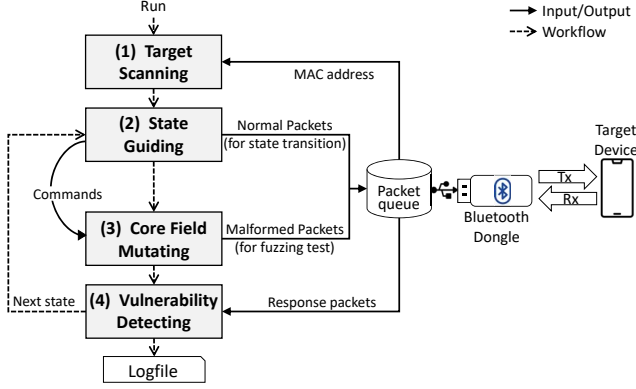 Run
Input/Output
Workflow
(1) Target
Scanning
MAC address
(2) State
Guiding
Normal Packets
(for state transition)
Commands
Packet
queue
Bluetooth
Dongle
Tx
Rx
Target
Device
(3) Core Field
Mutating
Malformed Packets
(for fuzzing test)
Next state
(4) Vulnerability
Detecting
Response packets
Logfile